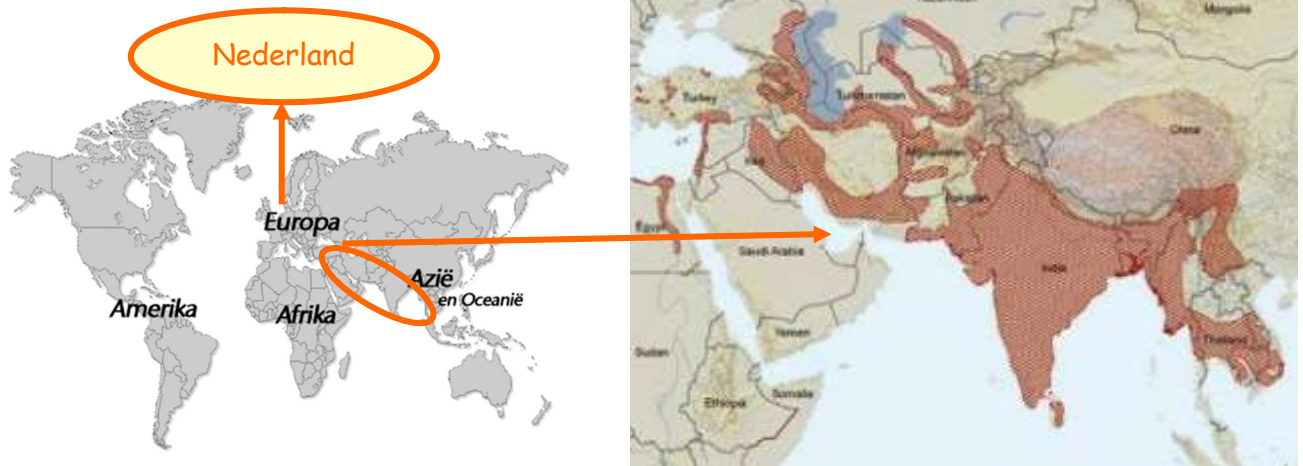 Nederland
Europa
Azië
en Oceanië
Amerika
Afrika
Mongolia
Turkey
Turkmenistan
China
Iraq
Afghanistan
Pakistan
Egypt
Saudi Arabia
India
Yemen
Thailand
Sudan
Ethiopia
Somalia